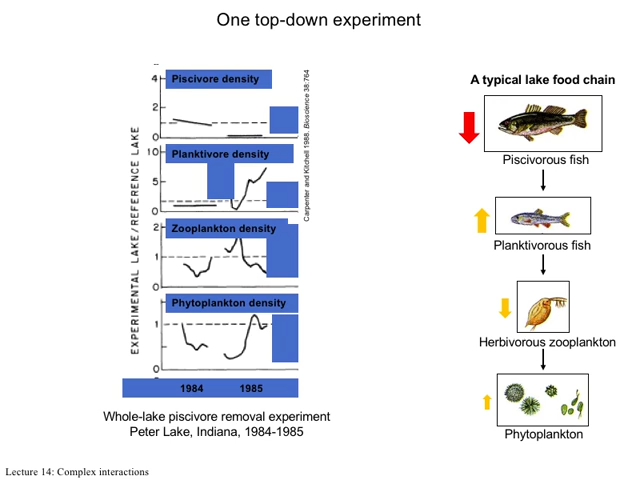 One top-down experiment
4
2
0
Piscivore density
10
5
0
Planktivore density
2
1
0
Zooplankton density
1
0
Phytoplankton density
EXPERIMENTAL LAKE/REFERENCE LAKE
1984 1985
Carpenter and Kitchell 1988, Bioscience 38:764
Whole-lake piscivore removal experiment
Peter Lake, Indiana, 1984-1985
A typical lake food chain
Piscivorous fish
Planktivorous fish
Herbivorous zooplankton
Phytoplankton
Lecture 14: Complex interactions